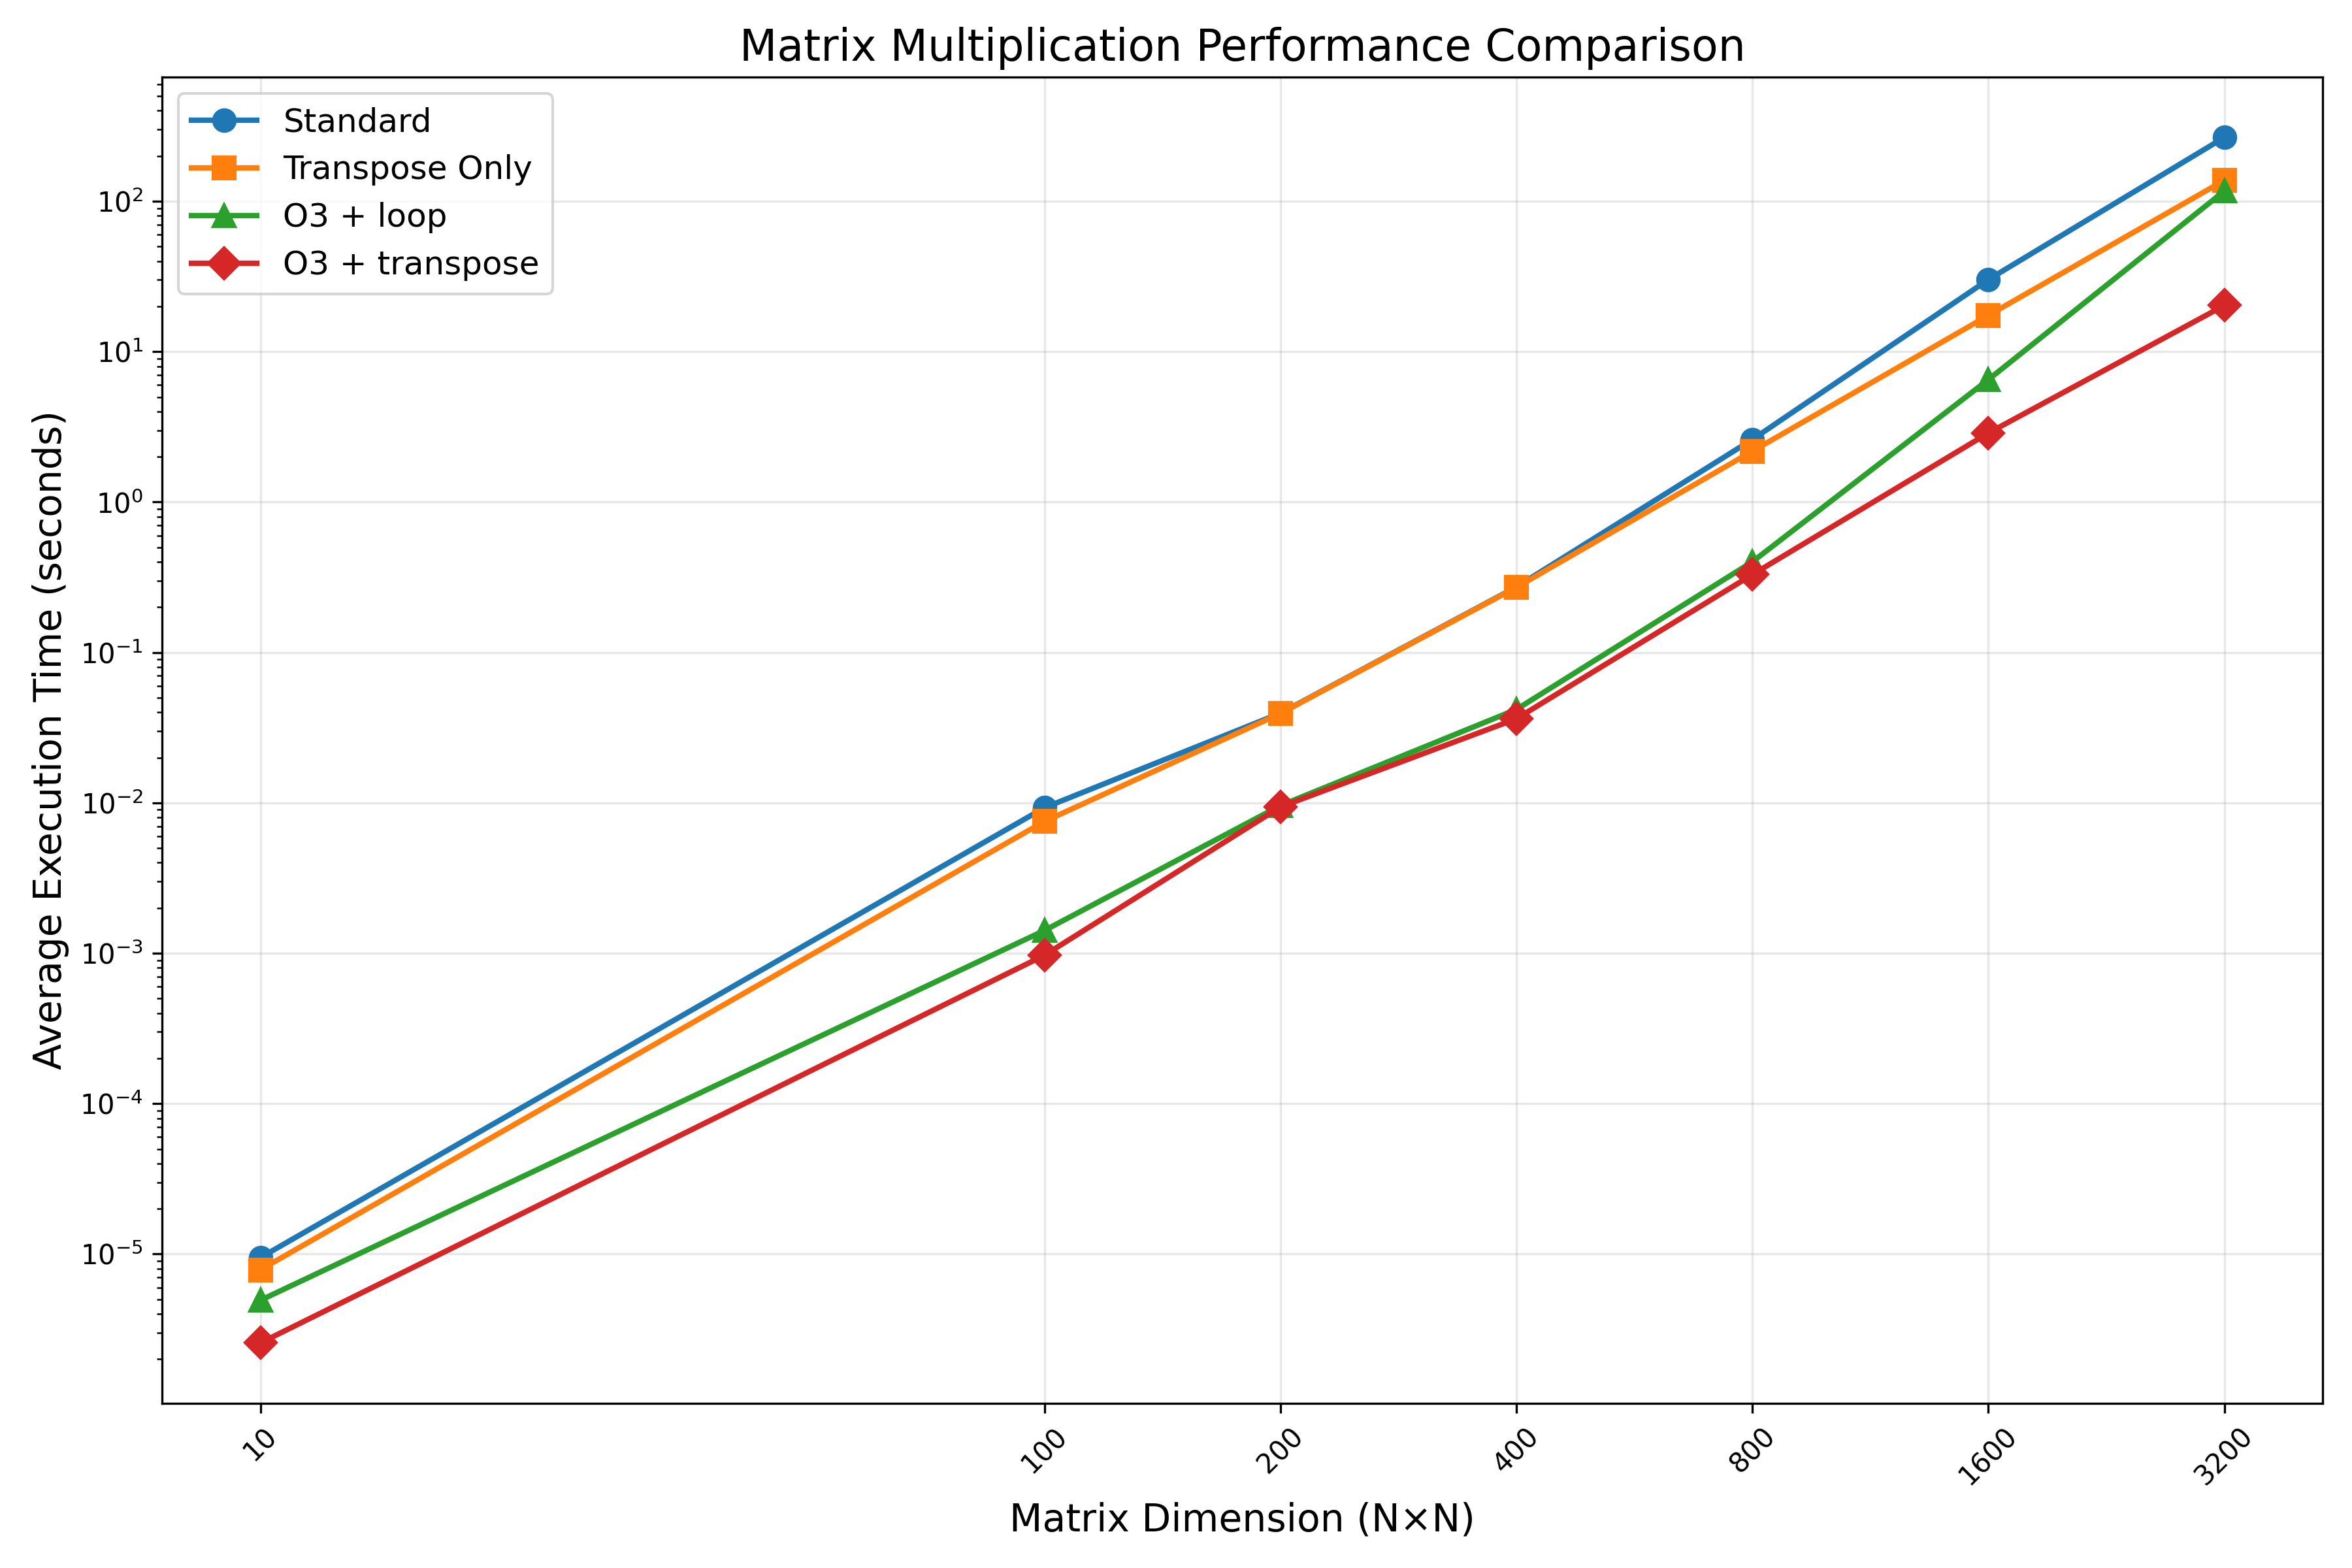 Matrix Multiplication Performance Comparison
Standard
Transpose Only
O3 + loop
O3 + transpose
Average Execution Time (seconds)
10²
10¹
10⁰
10⁻¹
10⁻²
10⁻³
10⁻⁴
10⁻⁵
10 100 200 400 800 1600 3200
Matrix Dimension (N×N)